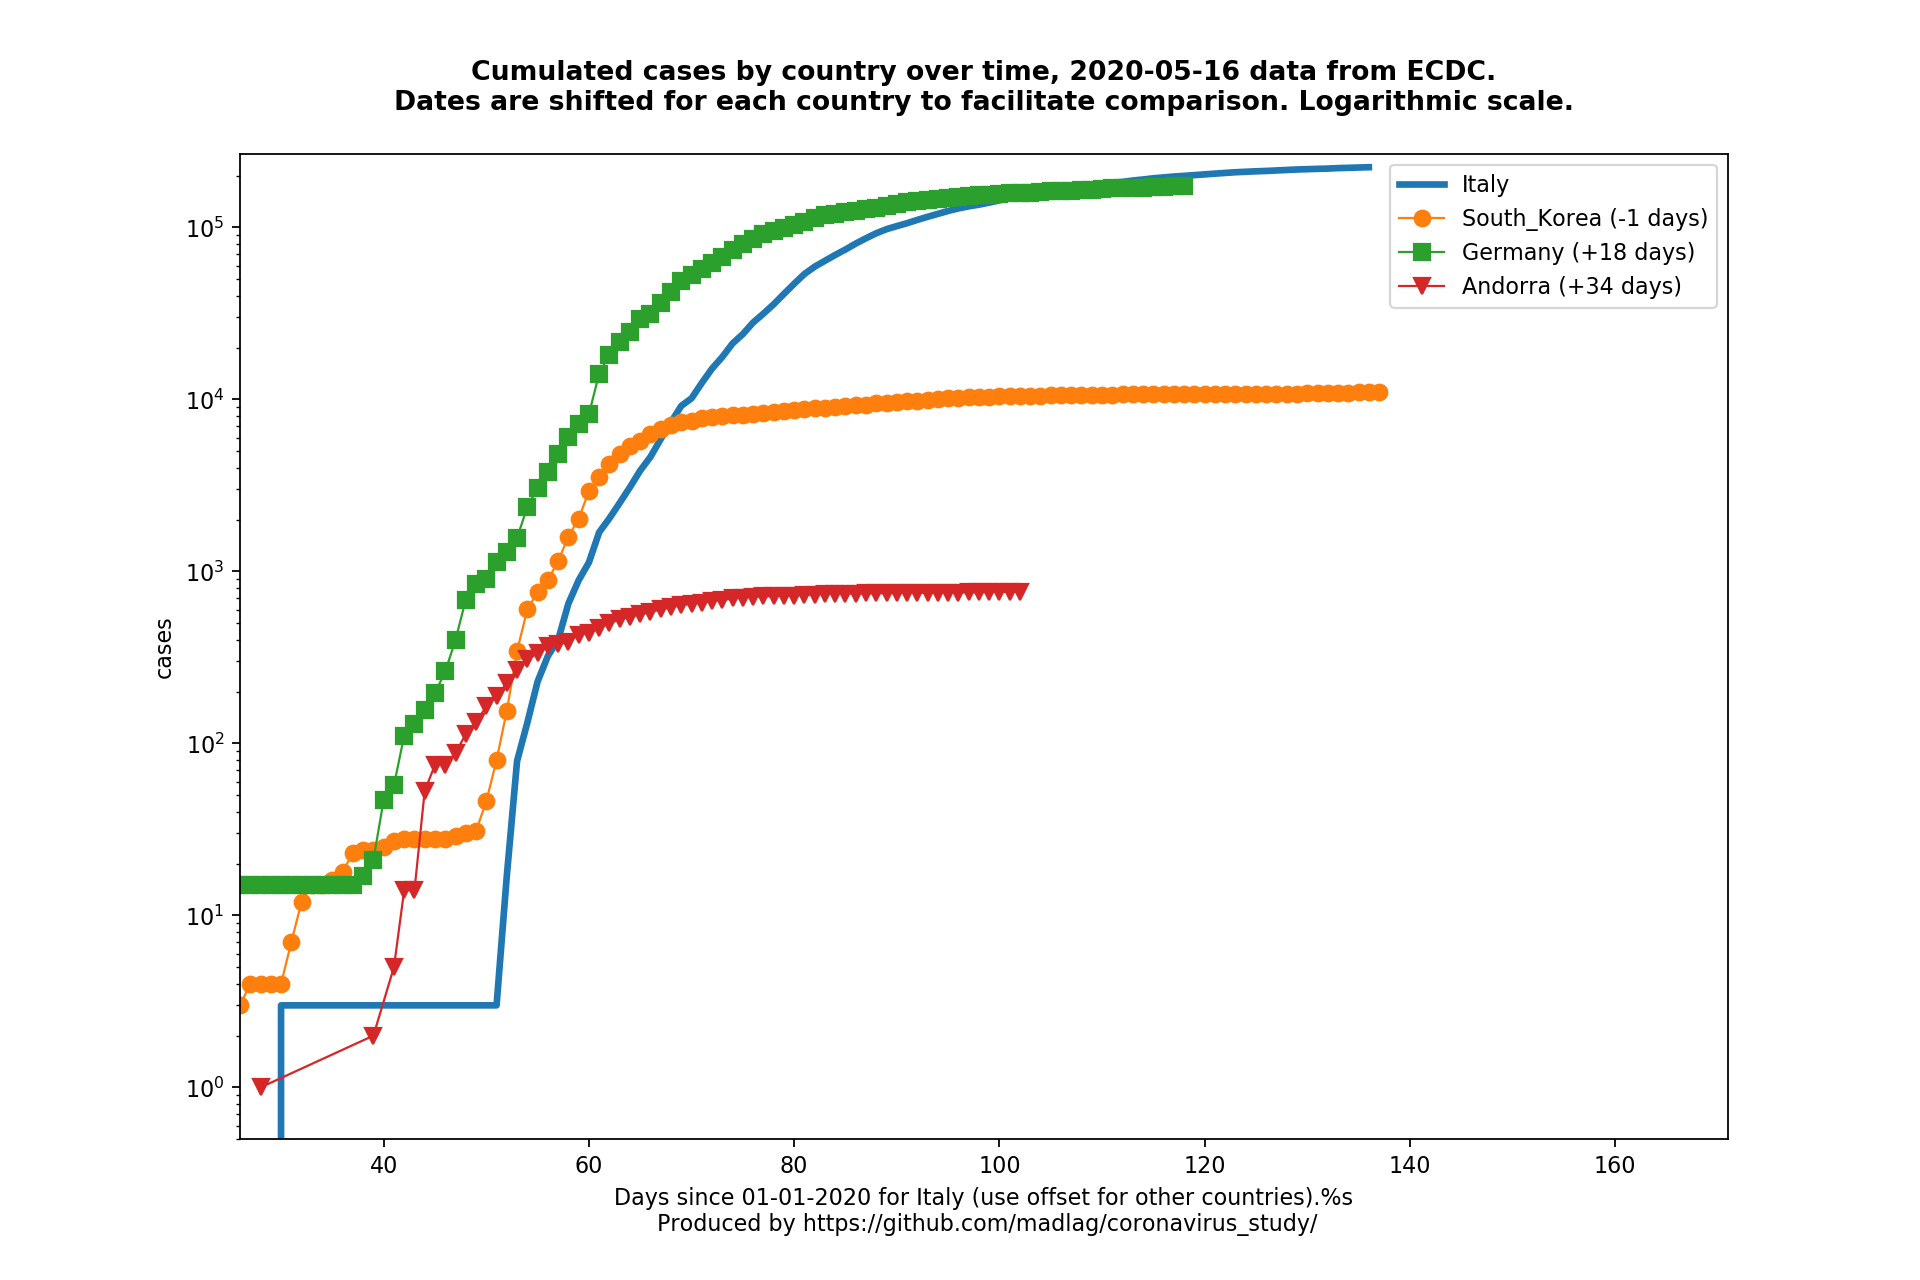 Cumulated cases by country over time, 2020-05-16 data from ECDC.
Dates are shifted for each country to facilitate comparison. Logarithmic scale.
Italy
South_Korea (-1 days)
Germany (+18 days)
Andorra (+34 days)
cases
10^5
10^4
10^3
10^2
10^1
10^0
40 60 80 100 120 140 160
Days since 01-01-2020 for Italy (use offset for other countries).%s
Produced by https://github.com/madlag/coronavirus_study/